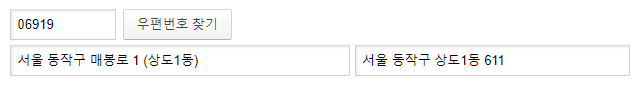 06919 우편번호 찾기
서울 동작구 매봉로 1 (상도1동) 서울 동작구 상도1동 611